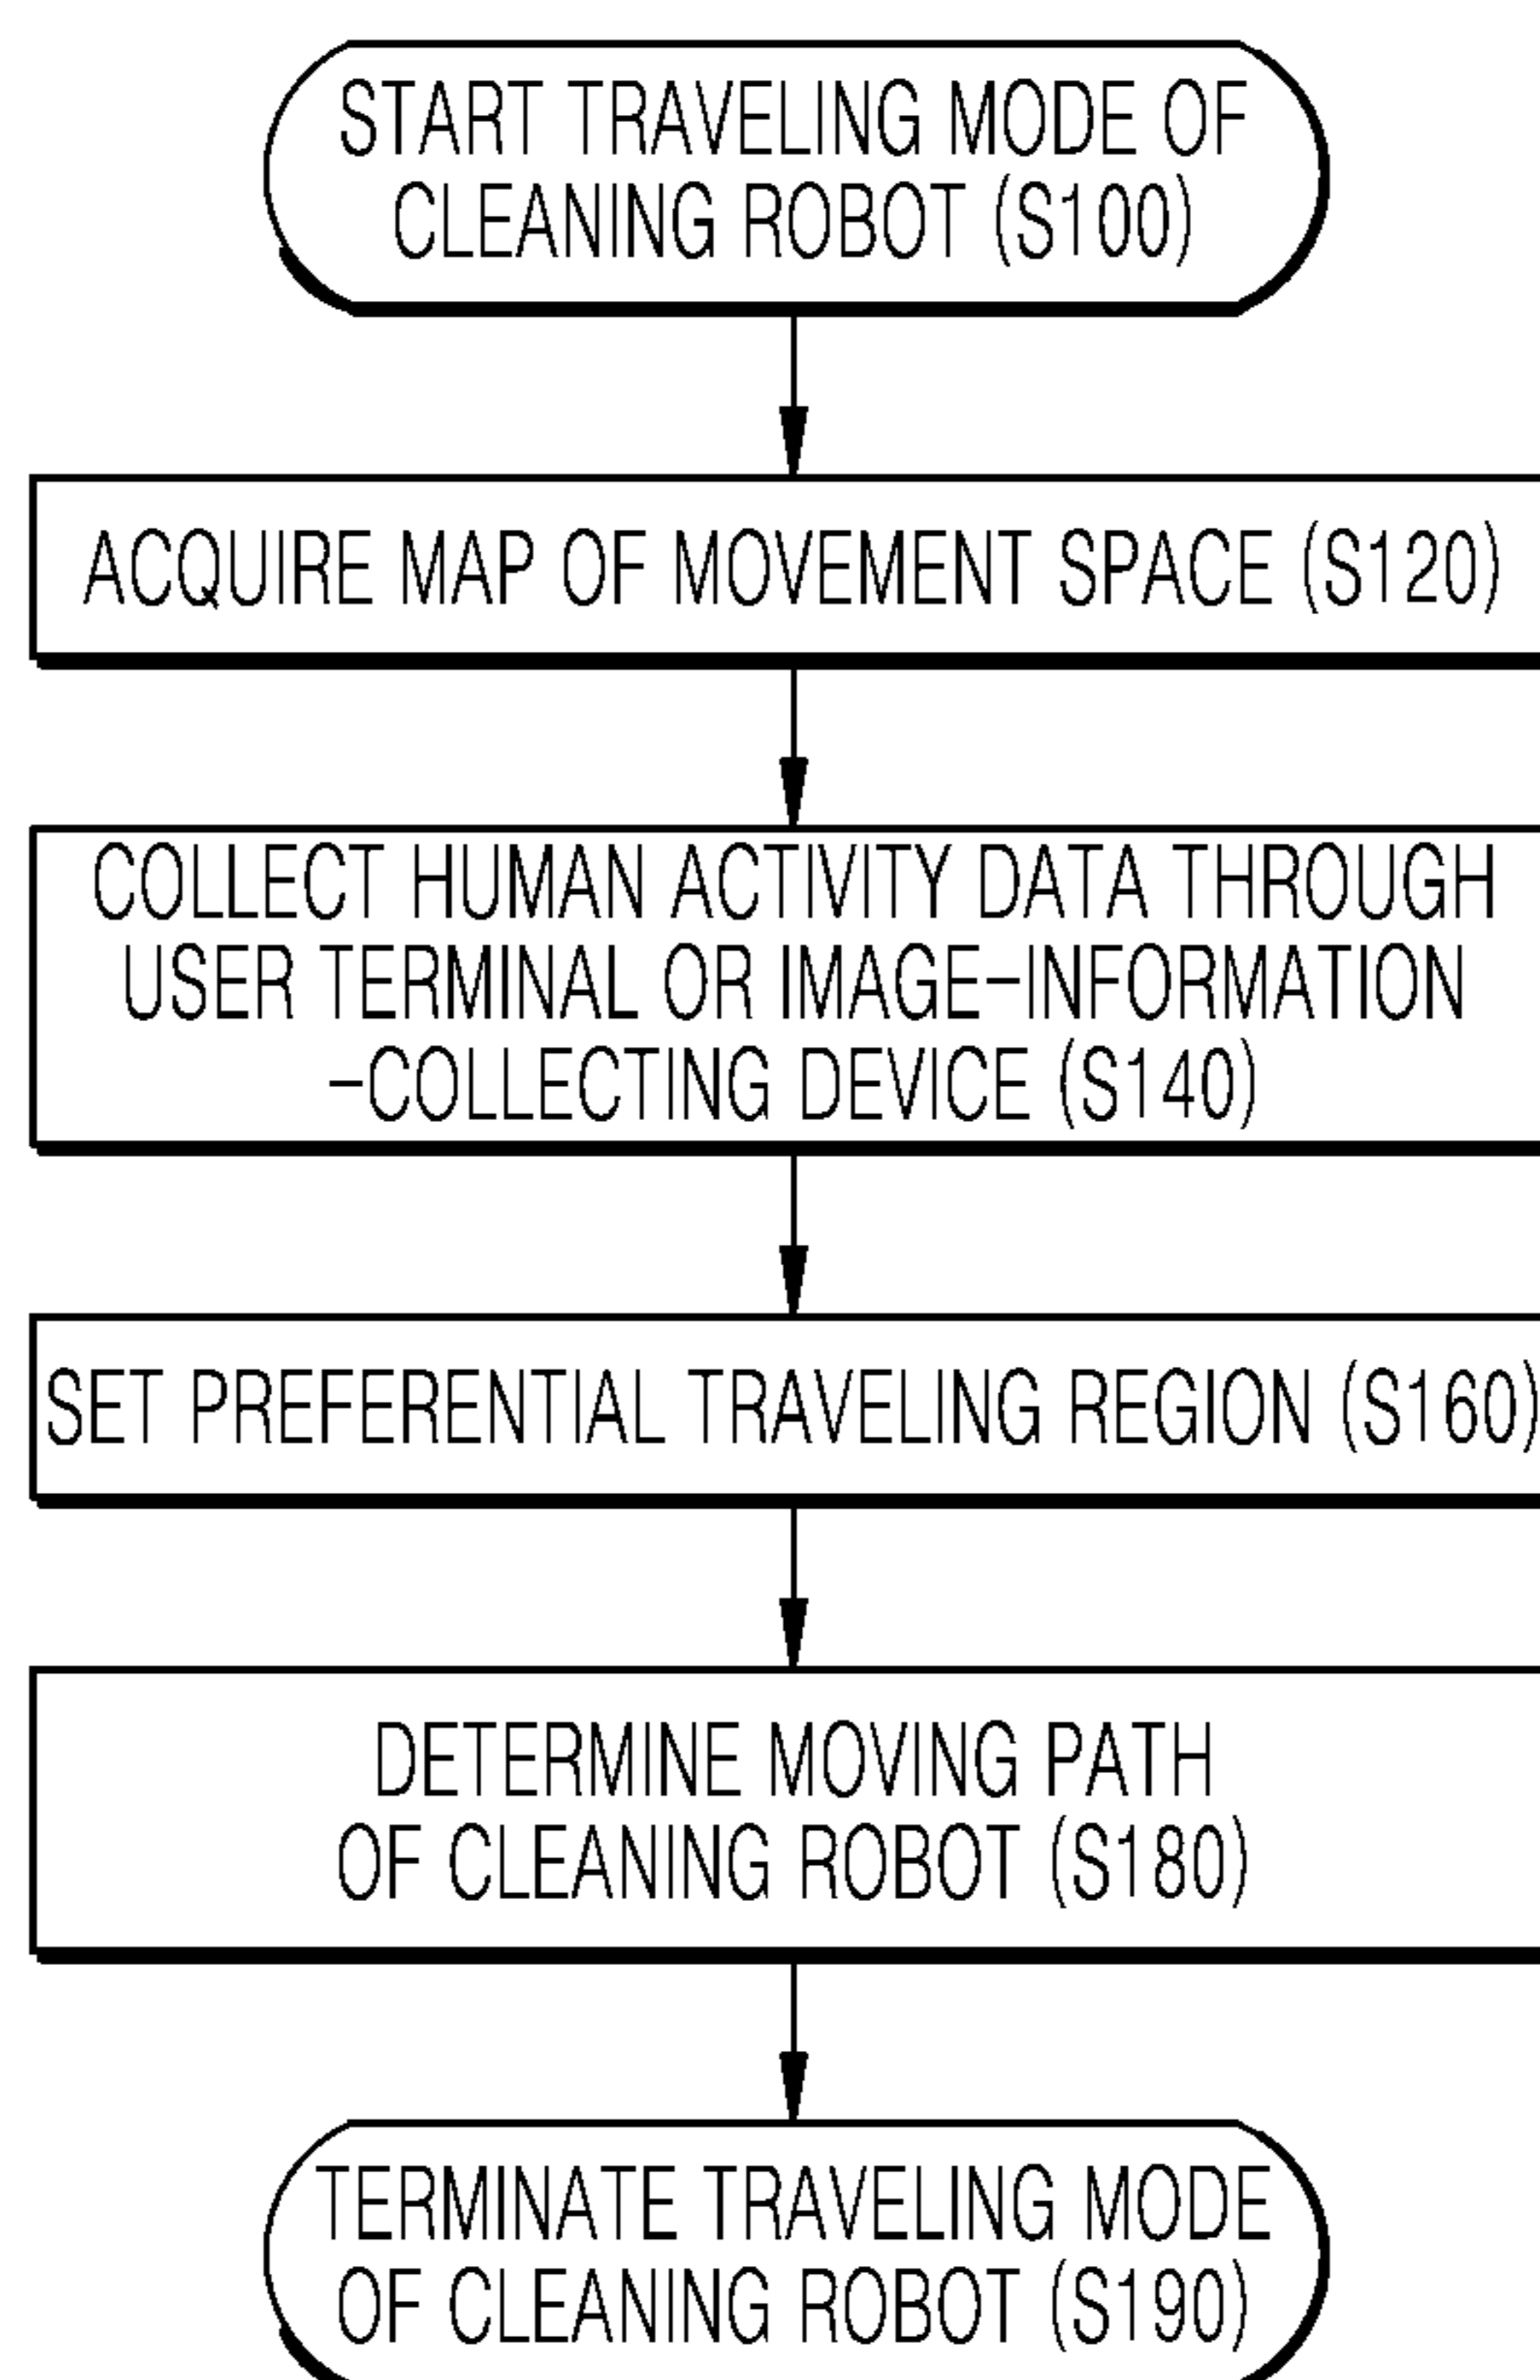 START TRAVELING MODE OF
CLEANING ROBOT (S100)
ACQUIRE MAP OF MOVEMENT SPACE (S120)
COLLECT HUMAN ACTIVITY DATA THROUGH
USER TERMINAL OR IMAGE-INFORMATION
-COLLECTING DEVICE (S140)
SET PREFERENTIAL TRAVELING REGION (S160)
DETERMINE MOVING PATH
OF CLEANING ROBOT (S180)
TERMINATE TRAVELING MODE
OF CLEANING ROBOT (S190)